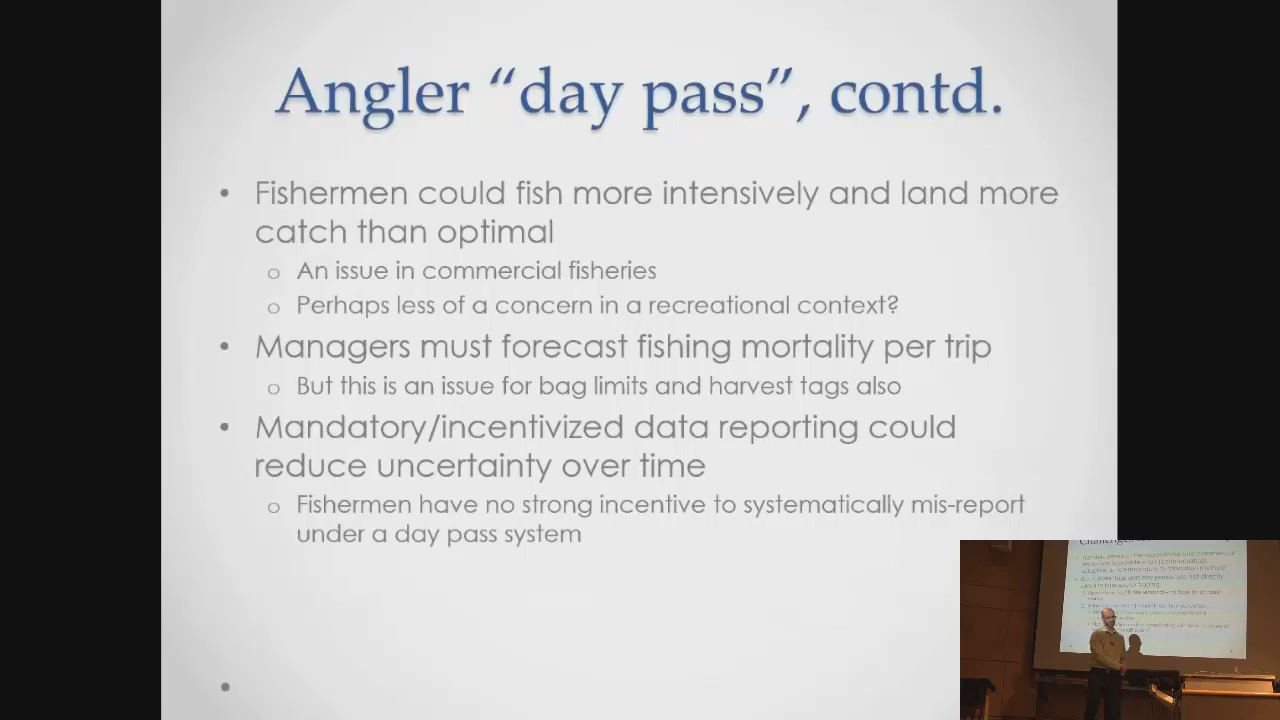 Angler “day pass”, contd.
• Fishermen could fish more intensively and land more
catch than optimal
o An issue in commercial fisheries
o Perhaps less of a concern in a recreational context?
• Managers must forecast fishing mortality per trip
o But this is an issue for bag limits and harvest tags also
• Mandatory/incentivized data reporting could
reduce uncertainty over time
o Fishermen have no strong incentive to systematically mis-report
under a day pass system
•